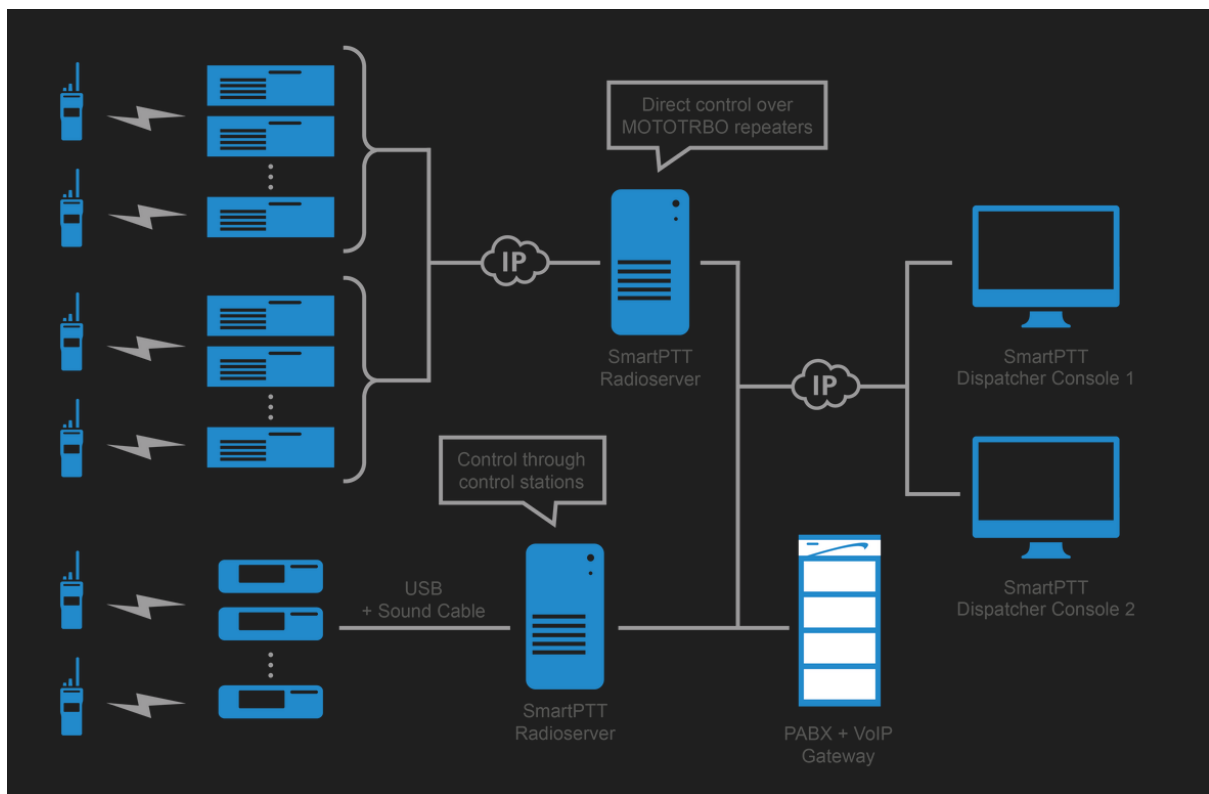 Direct control over
MOTOTRBO repeaters
IP
SmartPTT
Radioserver
IP
SmartPTT
Dispatcher Console 1
Control through
control stations
USB
+ Sound Cable
SmartPTT
Radioserver
SmartPTT
Dispatcher Console 2
PABX + VoIP
Gateway